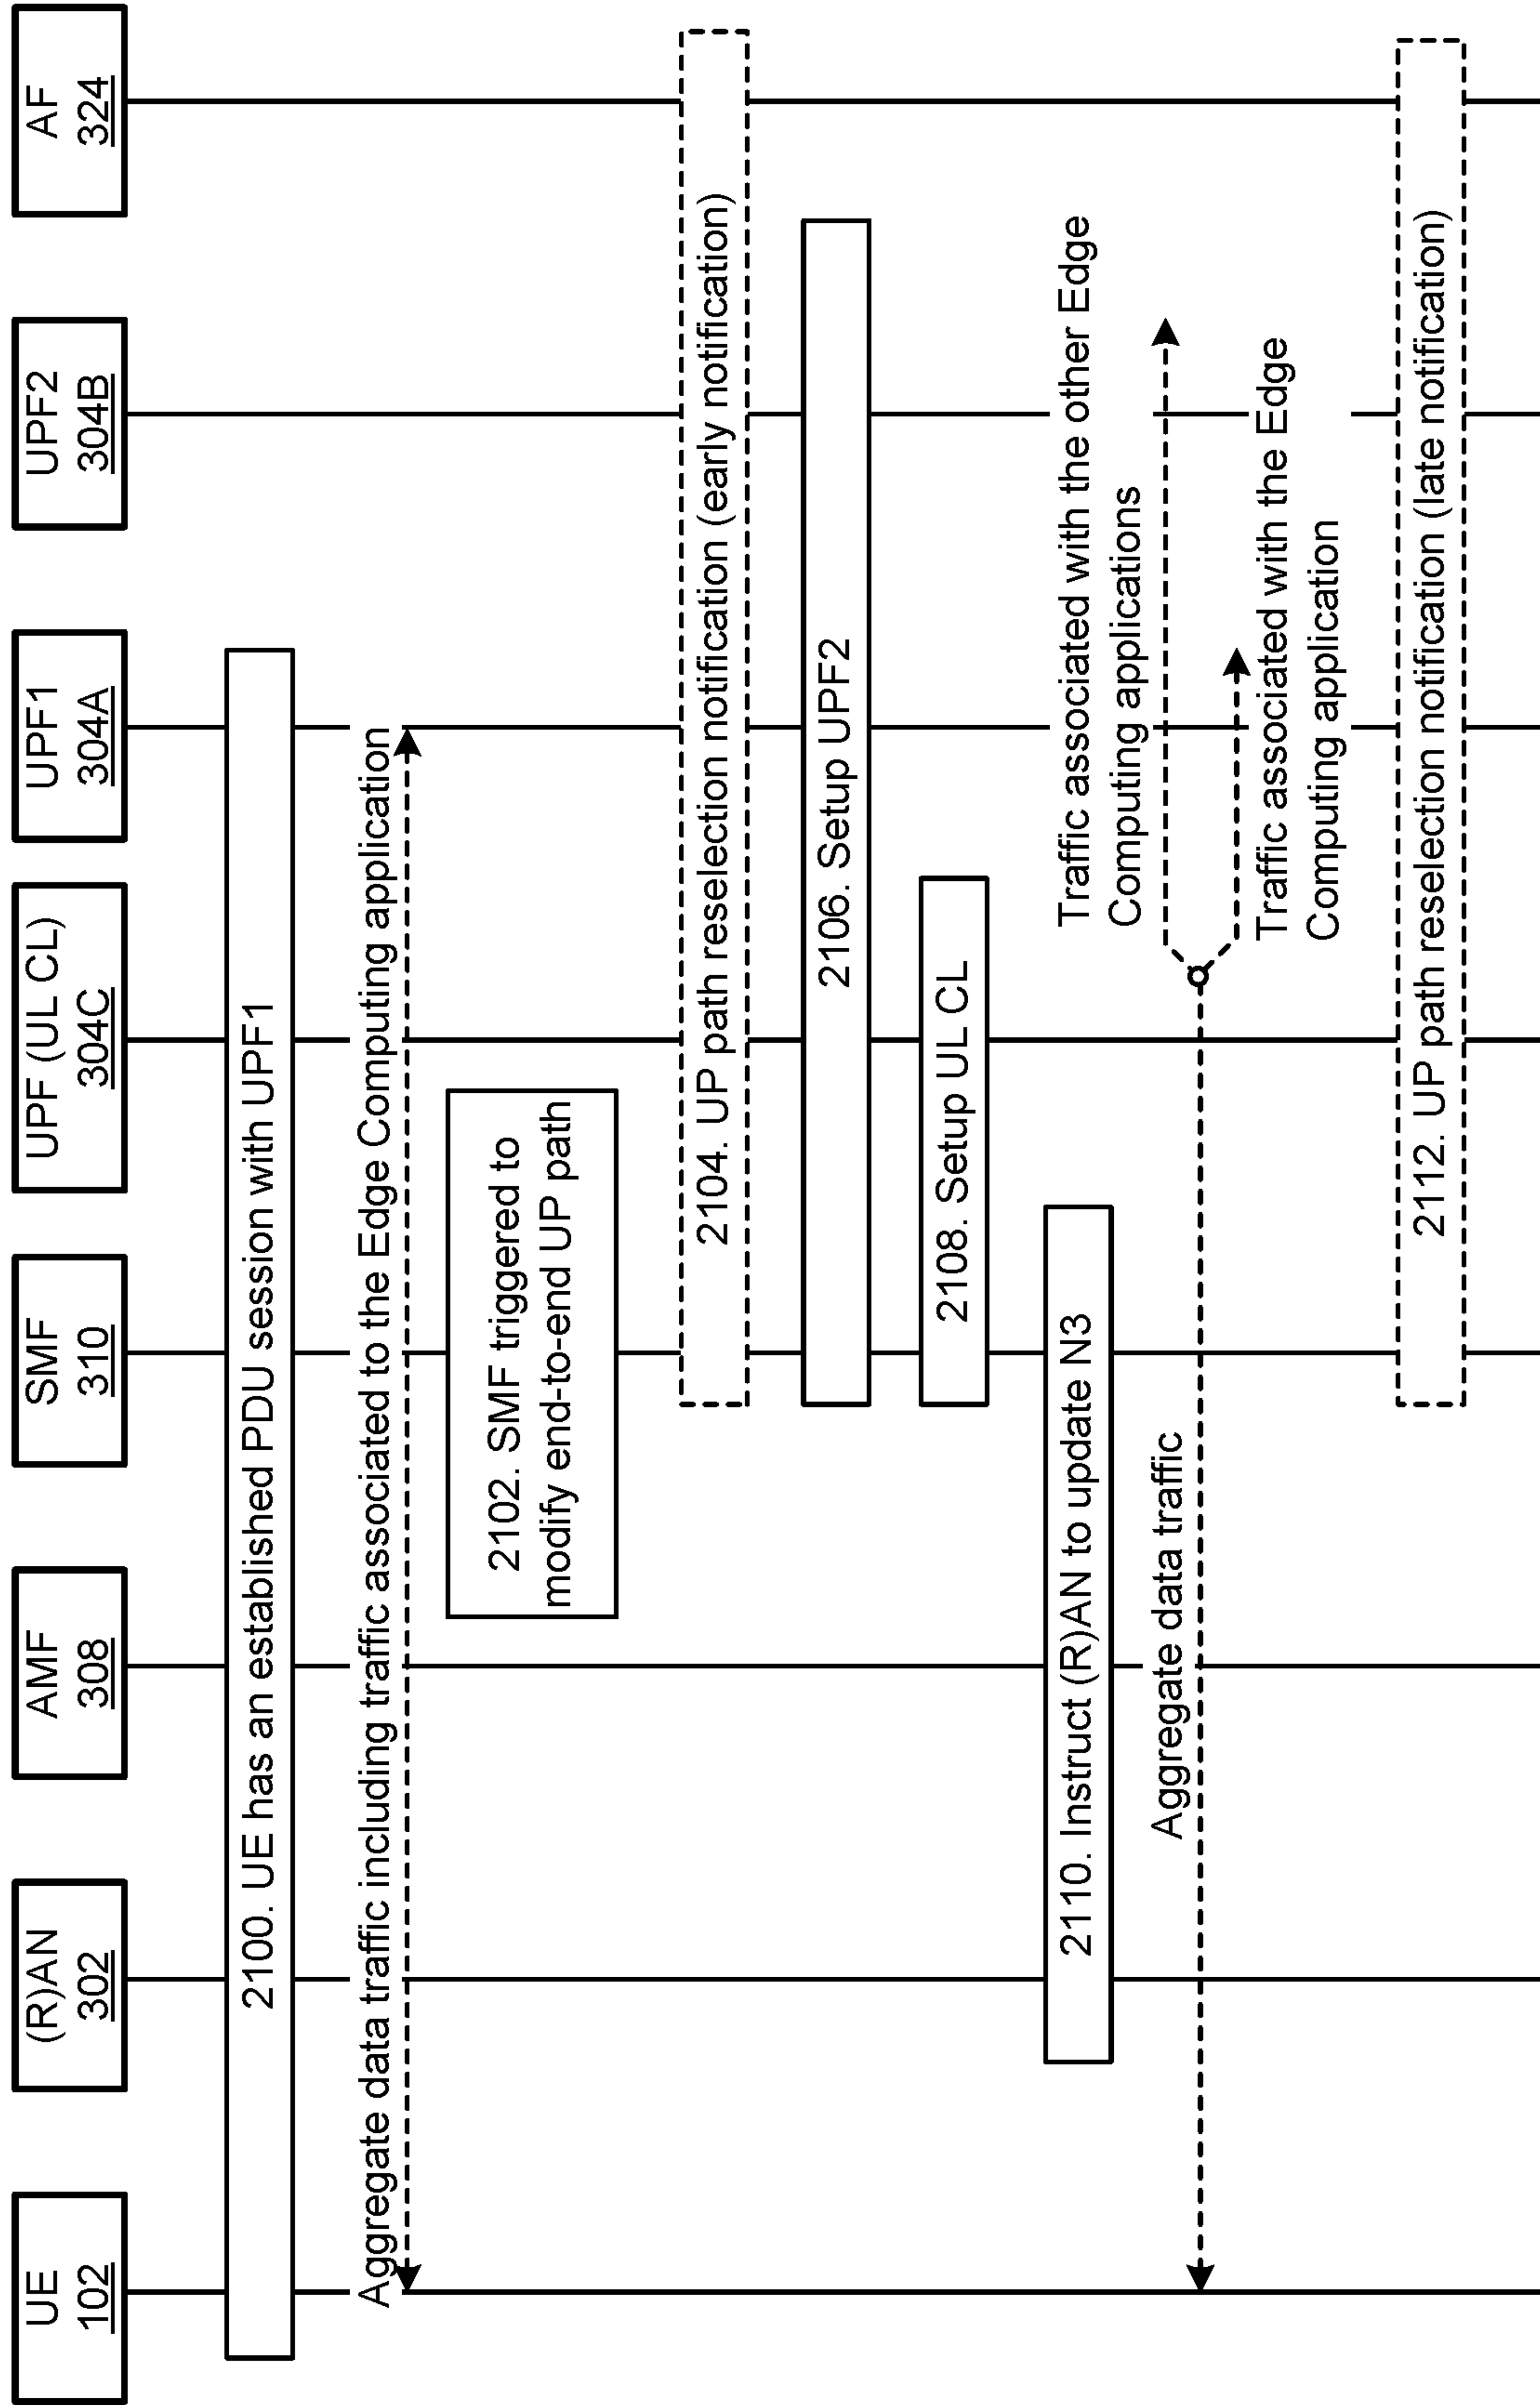 UE
102
(R)AN
302
AMF
308
SMF
310
UPF (UL CL)
304C
UPF1
304A
UPF2
304B
AF
324
2100. UE has an established PDU session with UPF1
Aggregate data traffic including traffic associated to the Edge Computing application
2102. SMF triggered to
modify end-to-end UP path
2104. UP path reselection notification (early notification)
2106. Setup UPF2
2108. Setup UL CL
2110. Instruct (R)AN to update N3
Aggregate data traffic
Traffic associated with the other Edge
Computing applications
Traffic associated with the Edge
Computing application
2112. UP path reselection notification (late notification)